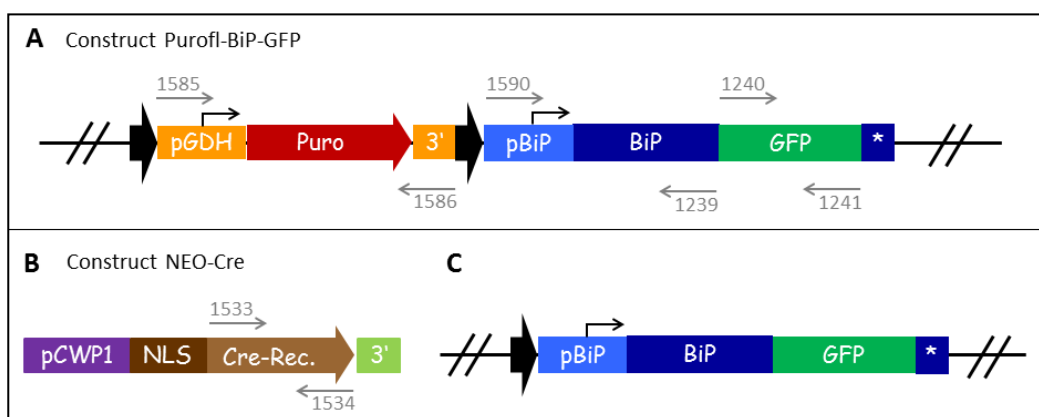 A Construct Purofl-BiP-GFP
1585 1590 1240
pGDH Puro 3' pBiP BiP GFP *
1586 1239 1241
B Construct NEO-Cre C
1533
pCWP1 NLS Cre-Rec. 3' pBiP BiP GFP *
1534